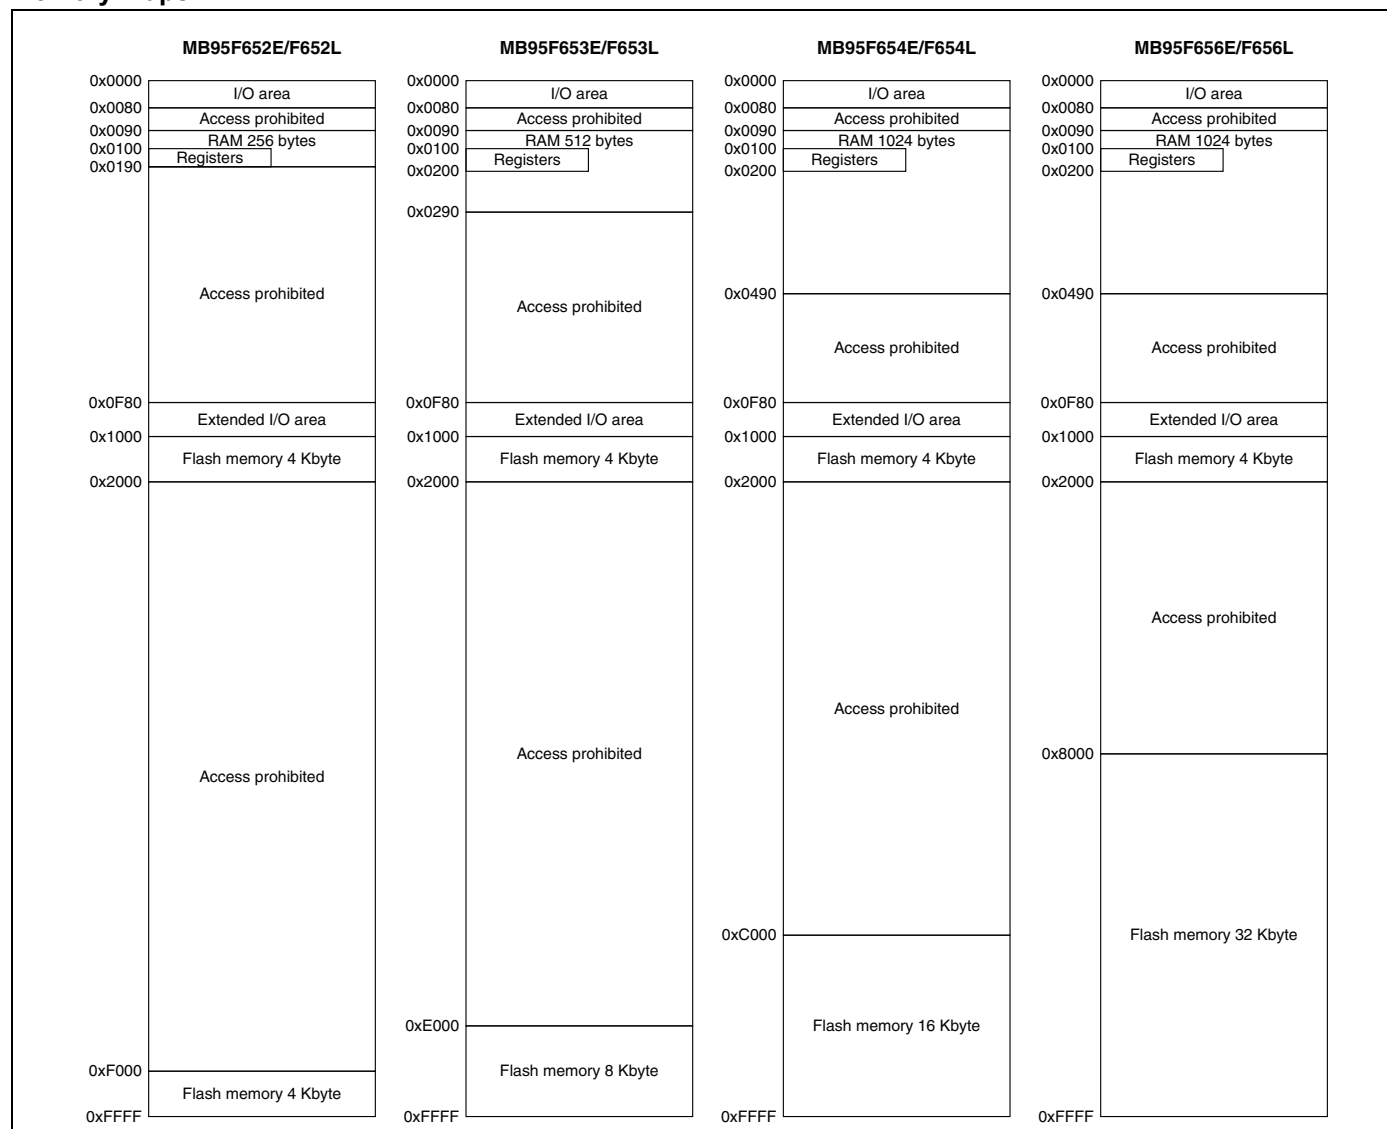 MB95F652E/F652L
0x0000
I/O area
0x0080
Access prohibited
0x0090
RAM 256 bytes
0x0100
Registers
0x0190
Access prohibited
0x0F80
Extended I/O area
0x1000
Flash memory 4 Kbyte
0x2000
Access prohibited
0xF000
Flash memory 4 Kbyte
0xFFFF
MB95F653E/F653L
0x0000
I/O area
0x0080
Access prohibited
0x0090
RAM 512 bytes
0x0100
Registers
0x0200
0x0290
Access prohibited
0x0F80
Extended I/O area
0x1000
Flash memory 4 Kbyte
0x2000
Access prohibited
0xE000
Flash memory 8 Kbyte
0xFFFF
MB95F654E/F654L
0x0000
I/O area
0x0080
Access prohibited
0x0090
RAM 1024 bytes
0x0100
Registers
0x0200
0x0490
Access prohibited
0x0F80
Extended I/O area
0x1000
Flash memory 4 Kbyte
0x2000
Access prohibited
0xC000
Flash memory 16 Kbyte
0xFFFF
MB95F656E/F656L
0x0000
I/O area
0x0080
Access prohibited
0x0090
RAM 1024 bytes
0x0100
Registers
0x0200
0x0490
Access prohibited
0x0F80
Extended I/O area
0x1000
Flash memory 4 Kbyte
0x2000
Access prohibited
0x8000
Flash memory 32 Kbyte
0xFFFF